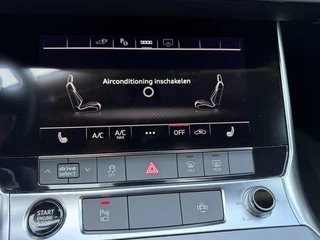 Airconditioning inschakelen
A/C A/C MAX ••• OFF
drive select
START ENGINE STOP